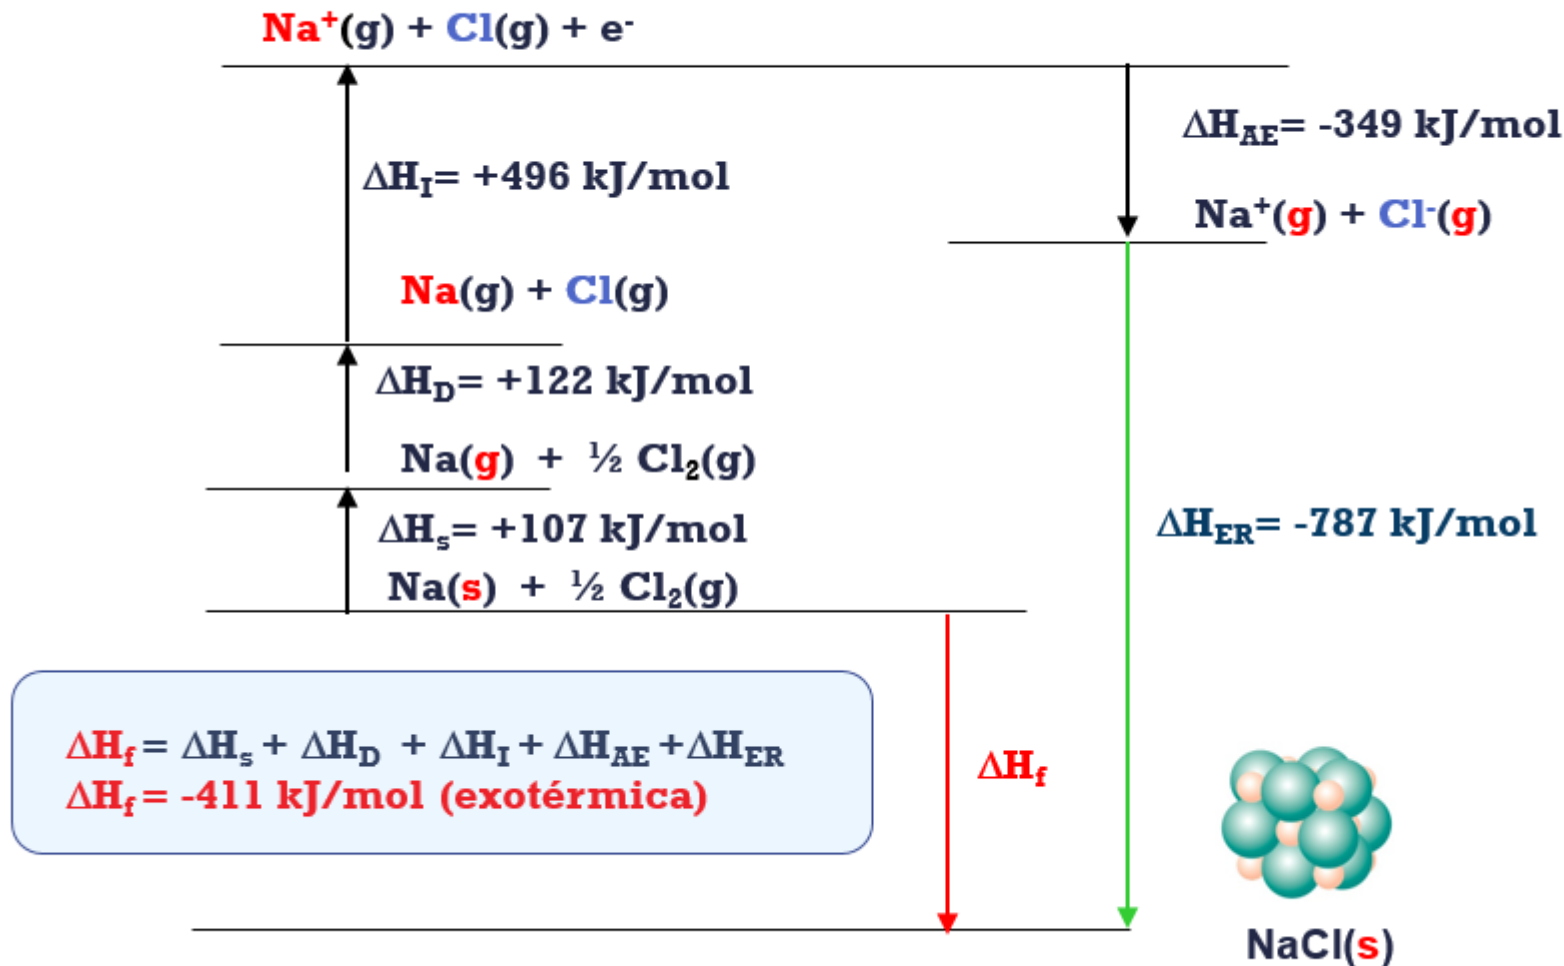 Na⁺(g) + Cl(g) + e⁻
ΔH_AE= -349 kJ/mol
ΔH_I= +496 kJ/mol
Na⁺(g) + Cl⁻(g)
Na(g) + Cl(g)
ΔH_D= +122 kJ/mol
Na(g) + ½ Cl₂(g)
ΔH_s= +107 kJ/mol
ΔH_ER= -787 kJ/mol
Na(s) + ½ Cl₂(g)
ΔH_f = ΔH_s + ΔH_D + ΔH_I + ΔH_AE +ΔH_ER
ΔH_f = -411 kJ/mol (exotérmica)
ΔH_f
NaCl(s)